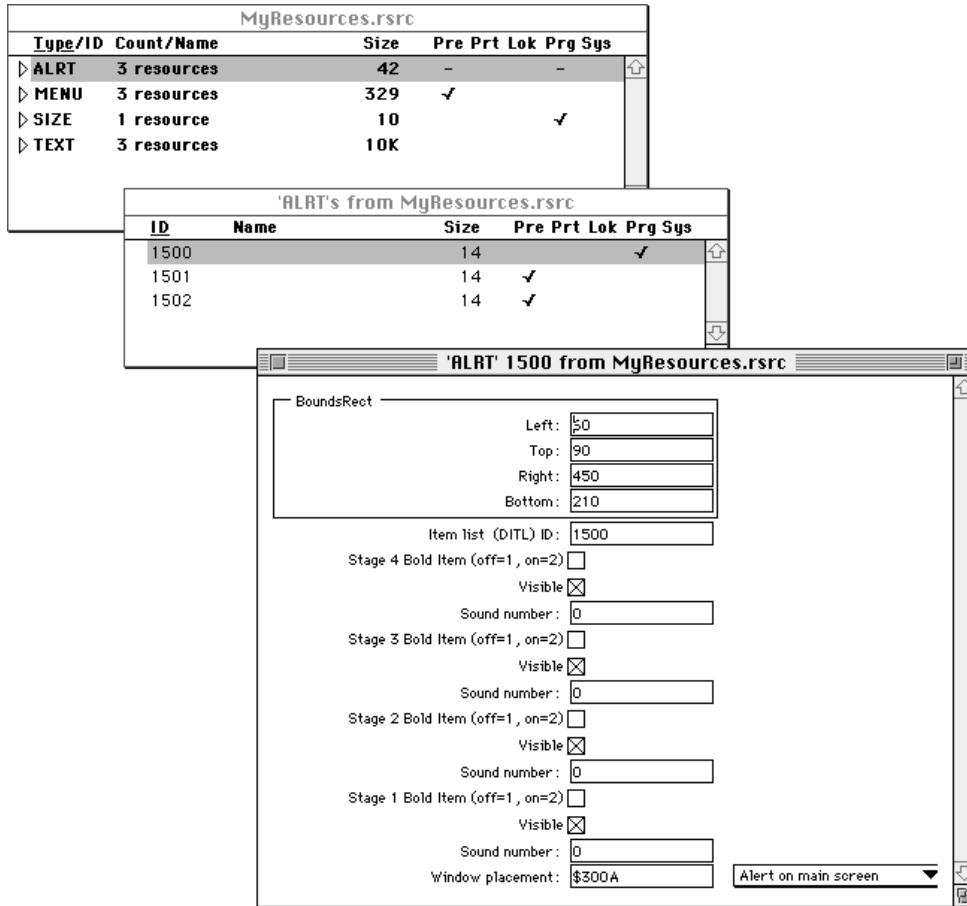 MyResources.rsrc
Type/ID Count/Name Size Pre Prt Lok Prg Sys
ALRT 3 resources 42 - -
MENU 3 resources 329 ✓
SIZE 1 resource 10 ✓
TEXT 3 resources 10K
'ALRT's from MyResources.rsrc
ID Name Size Pre Prt Lok Prg Sys
1500 14 ✓
1501 14 ✓
1502 14 ✓
'ALRT' 1500 from MyResources.rsrc
BoundsRect
Left:
Top: 90
Right: 450
Bottom: 210
Item list (DITL) ID: 1500
Stage 4 Bold Item (off=1, on=2)
Visible
Sound number: 0
Stage 3 Bold Item (off=1, on=2)
Visible
Sound number: 0
Stage 2 Bold Item (off=1, on=2)
Visible
Sound number: 0
Stage 1 Bold Item (off=1, on=2)
Visible
Sound number: 0
Window placement: $300A Alert on main screen